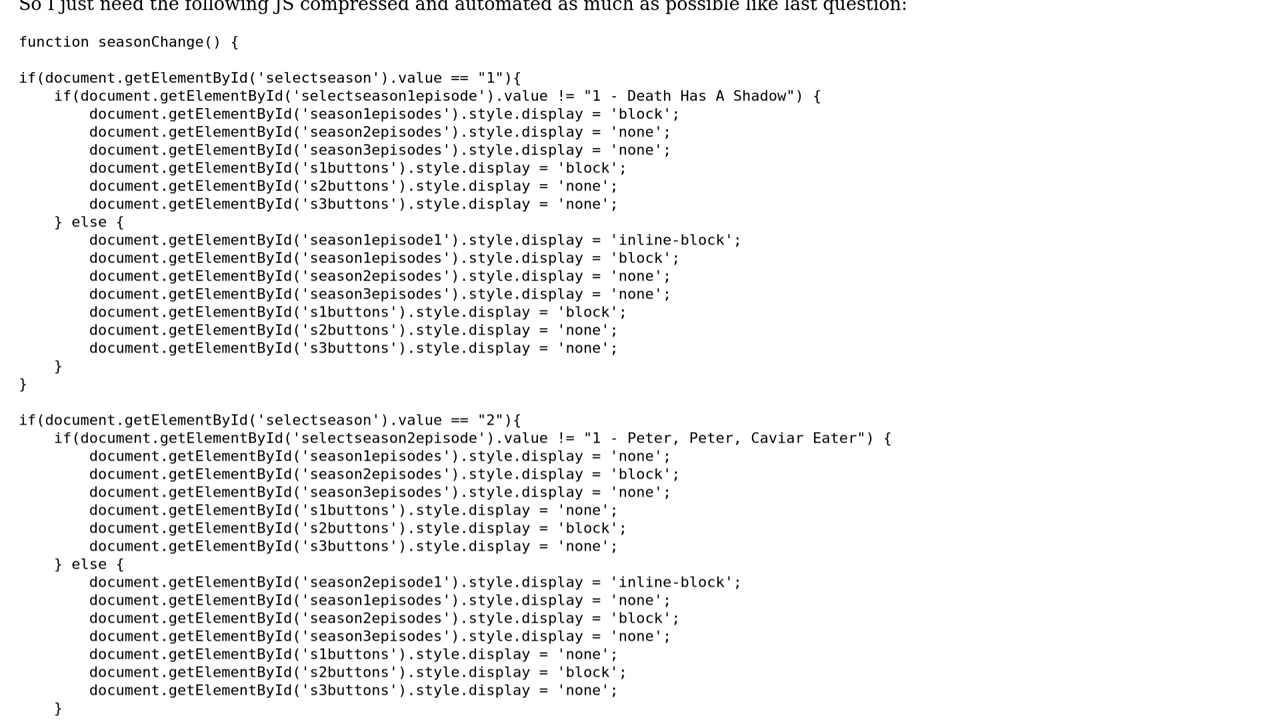 So I just need the following JS compressed and automated as much as possible like last question:
function seasonChange() {
if(document.getElementById('selectseason').value == "1"){
    if(document.getElementById('selectseason1episode').value != "1 - Death Has A Shadow") {
        document.getElementById('season1episodes').style.display = 'block';
        document.getElementById('season2episodes').style.display = 'none';
        document.getElementById('season3episodes').style.display = 'none';
        document.getElementById('s1buttons').style.display = 'block';
        document.getElementById('s2buttons').style.display = 'none';
        document.getElementById('s3buttons').style.display = 'none';
    } else {
        document.getElementById('season1episode1').style.display = 'inline-block';
        document.getElementById('season1episodes').style.display = 'block';
        document.getElementById('season2episodes').style.display = 'none';
        document.getElementById('season3episodes').style.display = 'none';
        document.getElementById('s1buttons').style.display = 'block';
        document.getElementById('s2buttons').style.display = 'none';
        document.getElementById('s3buttons').style.display = 'none';
    }
}
if(document.getElementById('selectseason').value == "2"){
    if(document.getElementById('selectseason2episode').value != "1 - Peter, Peter, Caviar Eater") {
        document.getElementById('season1episodes').style.display = 'none';
        document.getElementById('season2episodes').style.display = 'block';
        document.getElementById('season3episodes').style.display = 'none';
        document.getElementById('s1buttons').style.display = 'none';
        document.getElementById('s2buttons').style.display = 'block';
        document.getElementById('s3buttons').style.display = 'none';
    } else {
        document.getElementById('season2episode1').style.display = 'inline-block';
        document.getElementById('season1episodes').style.display = 'none';
        document.getElementById('season2episodes').style.display = 'block';
        document.getElementById('season3episodes').style.display = 'none';
        document.getElementById('s1buttons').style.display = 'none';
        document.getElementById('s2buttons').style.display = 'block';
        document.getElementById('s3buttons').style.display = 'none';
    }